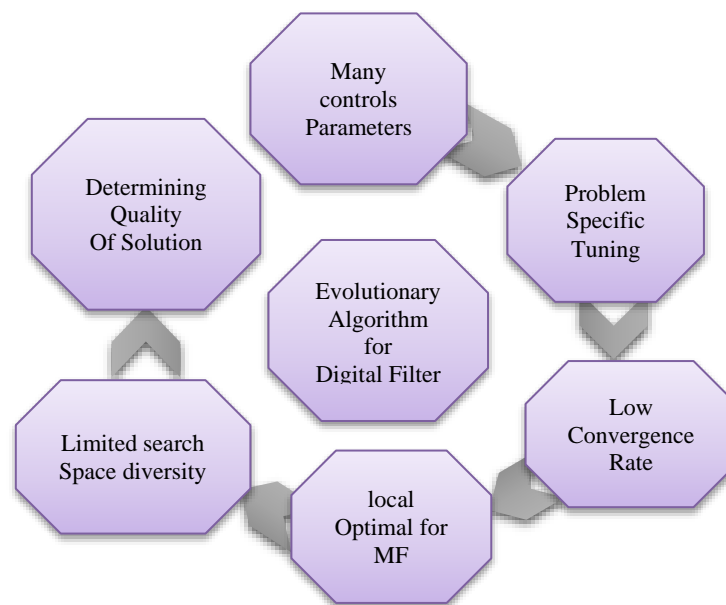 Many
controls
Parameters
Problem
Specific
Tuning
Low
Convergence
Rate
local
Optimal for
MF
Limited search
Space diversity
Determining
Quality
Of Solution
Evolutionary
Algorithm
for
Digital Filter